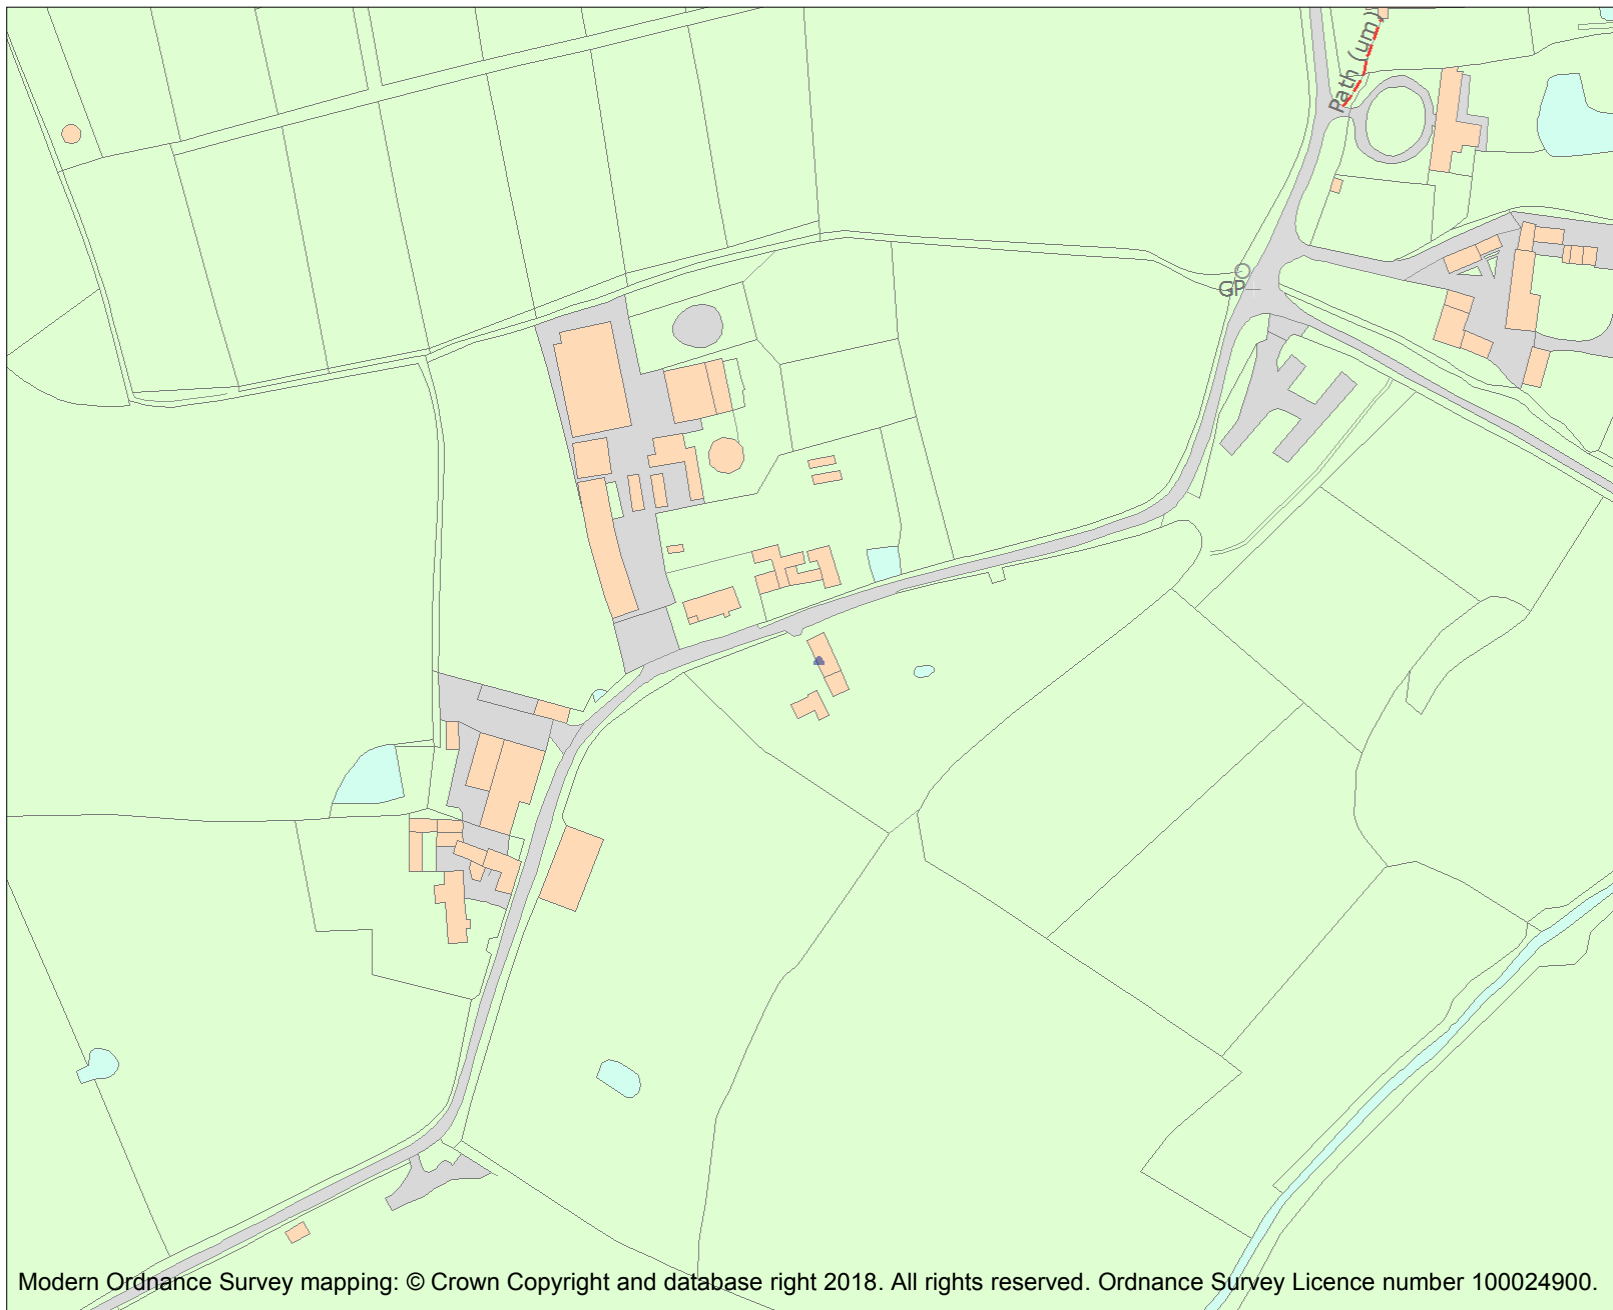 Path (um)
GP
Modern Ordnance Survey mapping: © Crown Copyright and database right 2018. All rights reserved. Ordnance Survey Licence number 100024900.